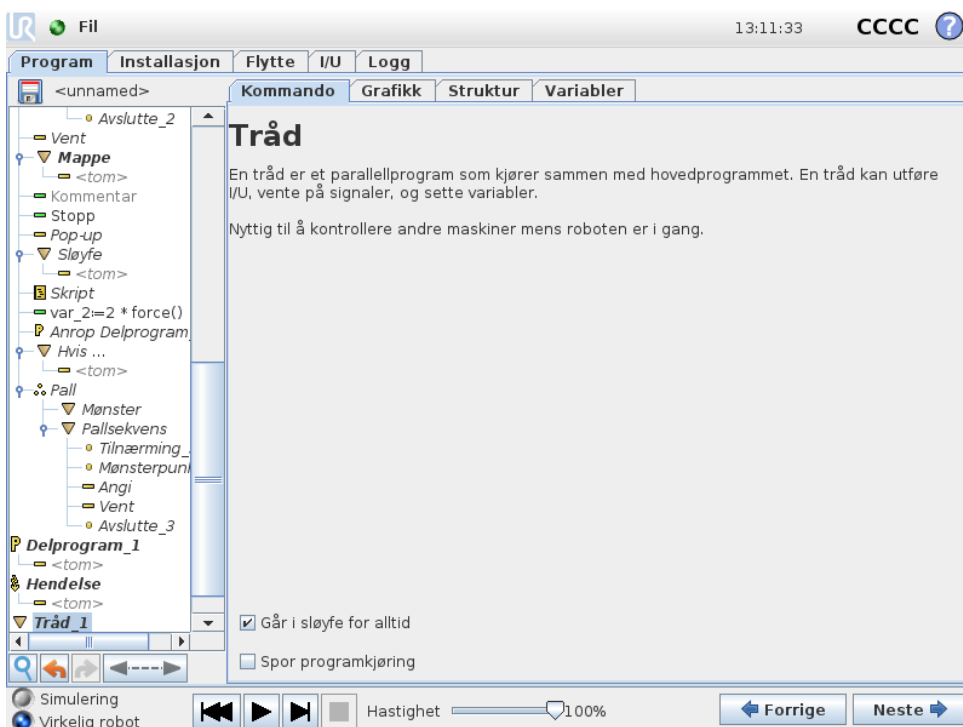 UR Fil 13:11:33 CCCC ?
Program Installasjon Flytte I/U Logg
<unnamed>
Kommando Grafikk Struktur Variabler
Avslutte_2
Vent
Mappe
<tom>
Kommentar
Stopp
Pop-up
Sløyfe
<tom>
Skript
var_2:=2 * force()
Anrop Delprogram_
Hvis ...
<tom>
Pall
Mønster
Pallsekvens
Tilnærming_
Mønsterpun
Angi
Vent
Avslutte_3
Delprogram_1
<tom>
Hendelse
<tom>
Tråd_1
Tråd
En tråd er et parallellprogram som kjører sammen med hovedprogrammet. En tråd kan utføre
I/U, vente på signaler, og sette variabler.
Nyttig til å kontrollere andre maskiner mens roboten er i gang.
Går i sløyfe for alltid
Spor programkjøring
Simulering
Virkelig robot
Hastighet 100%
Forrige Neste